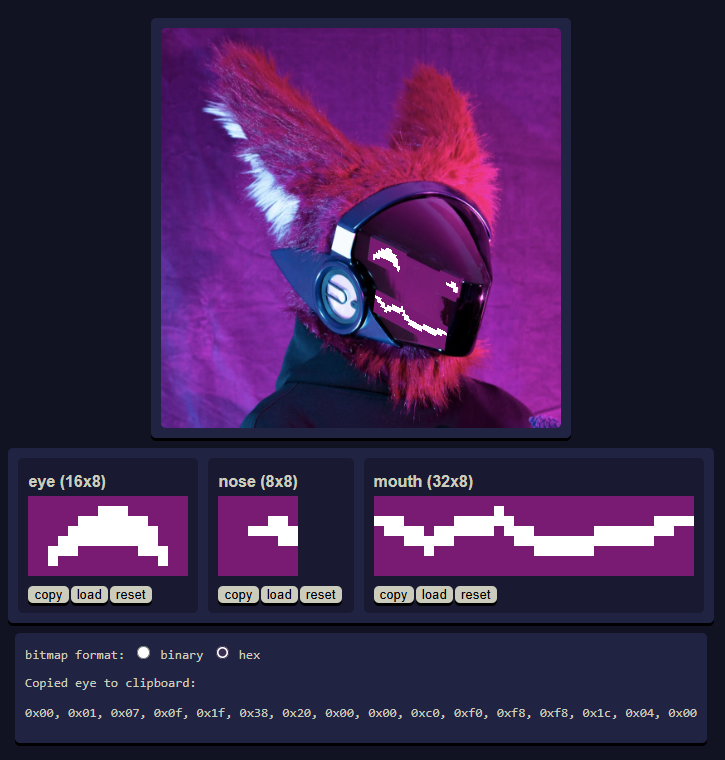 eye (16x8)
nose (8x8)
mouth (32x8)
copy load reset
copy load reset
copy load reset
bitmap format: binary hex
Copied eye to clipboard:
0x00, 0x01, 0x07, 0x0f, 0x1f, 0x38, 0x20, 0x00, 0x00, 0xc0, 0xf0, 0xf8, 0xf8, 0x1c, 0x04, 0x00